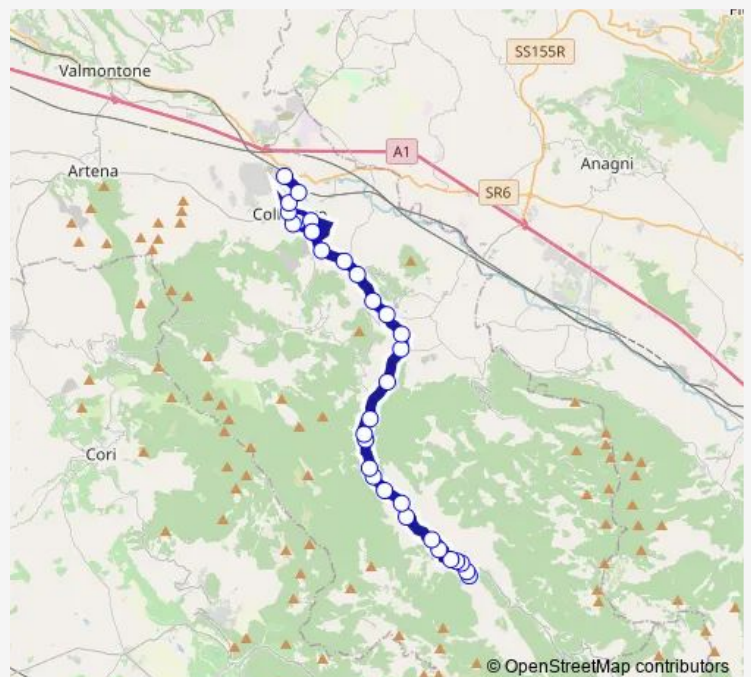 SS155R
Valmontone
A1
Anagni
Artena
SR6
Cori
© OpenStreetMap contributors